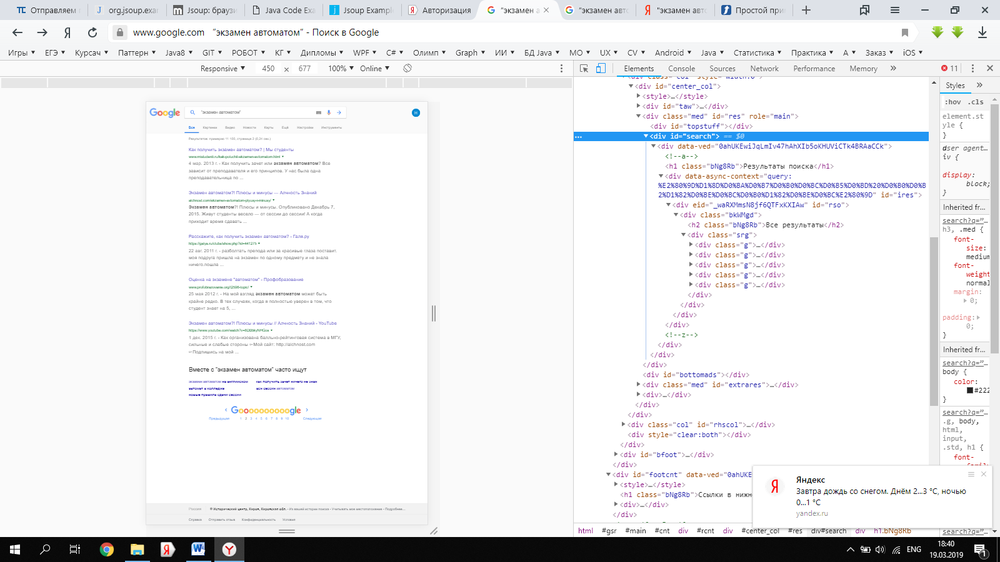 Отправляем
org.jsoup.exa
Jsoup: браузи
Java Code Exa
Jsoup Example
Авторизация
"экзамен а
"экзамен авто
"экзамен авто
Простой прим
www.google.com "экзамен автоматом" - Поиск в Google
Игры ЕГЭ Курсач Паттерн Java8 GIT РОБОТ КГ Дипломы WPF C# Олимп Graph ИИ БД Java МО UX CV Android Java Статистика Практика А Заказ iOS
Responsive 450 × 677 100% Online
Elements Console Sources Network Performance Memory » 11
Google "экзамен автоматом" Н
Все Картинки Видео Новости Карты Ещё Настройки Инструменты
Результатов: примерно 11 100, страница 2 (0,24 сек.)
Как получить экзамен автоматом? | Мы студенты
www.mistudenti.ru/kak-poluchit-ekzamen-avtomatom.html
4 мар. 2013 г. - Как получить зачет или экзамен автоматом? Все
зависит от преподавателя и его принципов. У нас была одна
преподавательница по ...
Экзамен автоматом?! Плюсы и минусы — Алчность Знаний
alchnost.com/ekzamen-avtomatom-plyusy-i-minusy/
Экзамен автоматом?! Плюсы и минусы. Опубликовано Декабрь 7,
2015. Живут студенты весело — от сессии до сессии! А когда
приходит время сдавать ...
Расскажите, как получить экзамен автоматом? - Галя.ру
https://galya.ru/clubs/show.php?id=441275
22 авг. 2011 г. - разболтать препода или за красивые глаза поставит.
моя подруга пришла на экзамен по одному предмету и не знала
ничего.пошла ...
Оценка на экзамене "автоматом" - Профобразование
www.profobrazovanie.org/t2598-topic
25 мая 2012 г. - На мой взгляд экзамен автоматом может быть
крайне редко. В тех случаях, когда я полностью уверен в том, что
студент знает на 5, ...
Экзамен автоматом?! Плюсы и минусы // Алчность Знаний - YouTube
1 дек. 2015 г. - Как организована балльно-рейтинговая система в МГУ,
сильные и слабые стороны ➳Мой сайт: http://alchnost.com
➳Подпишись на мой ...
Вместе с "экзамен автоматом" часто ищут
экзамен автоматом на английском как получить зачет ничего не зная
автомат в колледже вся сессия автоматом
новые правила сдачи сессии
Goooooooooogle
Предыдущая 1 2 3 4 5 6 7 8 9 10 Следующая
Россия Исторический центр, Киров, Кировская обл. - Из вашей истории поиска - Учитывать мое местоположение - Подробнее...
Справка Отправить отзыв Конфиденциальность Условия
<div id="center_col">
<style>…</style>
<div id="taw">…</div>
<div class="med" id="res" role="main">
<div id="topstuff"></div>
<div id="search"> == $0
<div data-ved="0ahUKEwiJqLmIv47hAhXIb5oKHUViCTk4BRAaCCk">
<!--a-->
<h1 class="bNg8Rb">Результаты поиска</h1>
<div data-async-context="query:
%E2%80%9D%D1%8D%D0%BA%D0%B7%D0%B0%D0%BC%D0%B5%D0%BD%20%D0%B0%D0%B
2%D1%82%D0%BE%D0%BC%D0%B0%D1%82%D0%BE%D0%BC%E2%80%9D" id="ires">
<div eid="_waRXMmsN8jf6QTFxKXIAw" id="rso">
<div class="bkWMgd">
<h2 class="bNg8Rb">Все результаты</h2>
<div class="srg">
<div class="g">…</div>
<div class="g">…</div>
<div class="g">…</div>
<div class="g">…</div>
<div class="g">…</div>
</div>
</div>
</div>
</div>
<!--z-->
</div>
</div>
</div>
<div id="bottomads"></div>
<div class="med" id="extrares">…</div>
<div>…</div>
</div>
</div>
<div class="col" id="rhscol">…</div>
<div style="clear:both"></div>
</div>
<div id="bfoot">…</div>
</div>
<div id="footcnt" data-ved="0ahUKE
<style>…</style>
<h1 class="bNg8Rb">Ссылки в нижн
<div>…</div>
</div>
html #gsr #main #cnt div #rcnt div #center_col #res div#search div h1.bNg8Rb
Styles »
:hov .cls
element.st
yle {
}
user agent…
iv {
display:
block;
}
Inherited fr…
search?q="…
h3, .med {
font-
size:
medium
font-
weight
normal
margin:
0;
padding:
0;
}
Inherited fr…
search?q="…
body {
color:
#222
}
search?q="…
.g, body,
html,
input,
.std, h1 {
font-
search?q="…
Яндекс
Завтра дождь со снегом. Днём 2...3 °C, ночью
0...1 °C
yandex.ru
ENG
18:40
19.03.2019
1